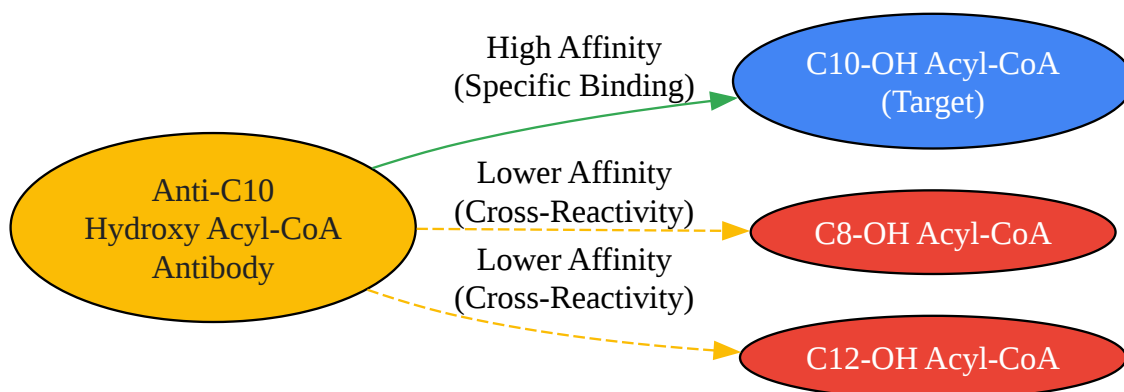 High Affinity
(Specific Binding)
C10-OH Acyl-CoA
(Target)
Anti-C10
Hydroxy Acyl-CoA
Antibody
Lower Affinity
(Cross-Reactivity)
C8-OH Acyl-CoA
Lower Affinity
(Cross-Reactivity)
C12-OH Acyl-CoA